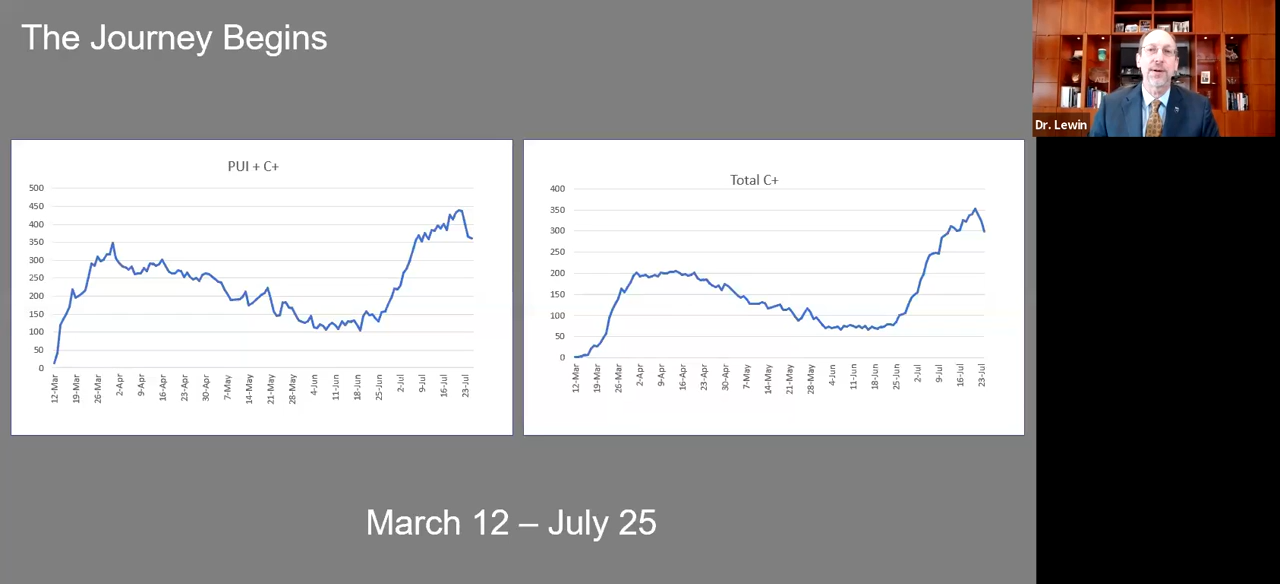 The Journey Begins
Dr. Lewin
PUI + C+
500
450
400
350
300
250
200
150
100
50
0
12-Mar
19-Mar
26-Mar
2-Apr
9-Apr
16-Apr
23-Apr
30-Apr
7-May
14-May
21-May
28-May
4-Jun
11-Jun
18-Jun
25-Jun
2-Jul
9-Jul
16-Jul
23-Jul
Total C+
400
350
300
250
200
150
100
50
0
12-Mar
19-Mar
26-Mar
2-Apr
9-Apr
16-Apr
23-Apr
30-Apr
7-May
14-May
21-May
28-May
4-Jun
11-Jun
18-Jun
25-Jun
2-Jul
9-Jul
16-Jul
23-Jul
March 12 – July 25